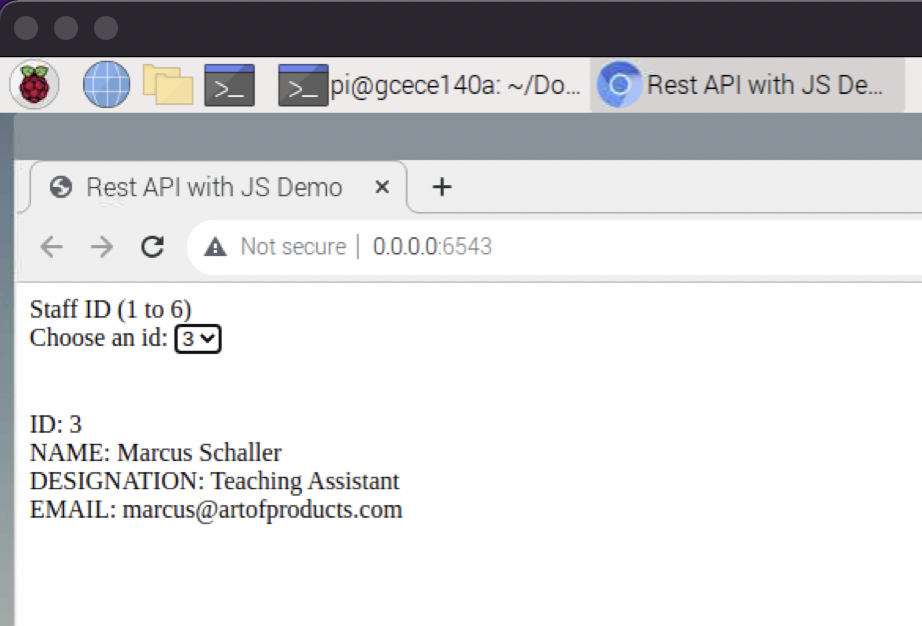 pi@gcece140a: ~/Do...
Rest API with JS De...
Rest API with JS Demo
Not secure | 0.0.0.0:6543
Staff ID (1 to 6)
Choose an id: 3
ID: 3
NAME: Marcus Schaller
DESIGNATION: Teaching Assistant
EMAIL: marcus@artofproducts.com